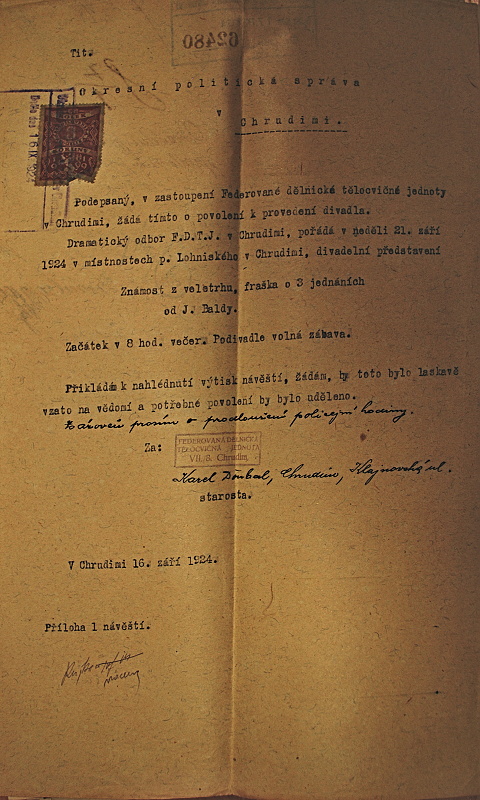 62480
Tit.
okresní politická správa
v
Chrudimi.
Podepsaný, v zastoupení Federované dělnické tělocvičné jednoty
v Chrudimi, žádá tímto o povolení k provedení divadla.
Dramatický odbor F.D.T.J. v Chrudimi, pořádá v neděli 21. září
1924 v místnostech p. Lohniského v Chrudimi, divadelní představení
Známost z veletrhu, fraška o 3 jednáních
od J. Baldy.
Začátek v 8 hod. večer. Podivadle volná zábava.
Přikládám k nahlédnutí výtisk návěští, žádám, by toto bylo laskavě
vzato na vědomí a potřebné povolení by bylo uděleno.
Zároveň prosím o prodloužení policejní hodiny.
Za:
FEDEROVANÁ DĚLNICKÁ
TĚLOCVIČNÁ JEDNOTA
VII. 8. Chrudim
Karel Doubal, Chrudim, Klajnovská ul.
starosta.
V Chrudimi 16. září 1924.
Příloha 1 návěští.